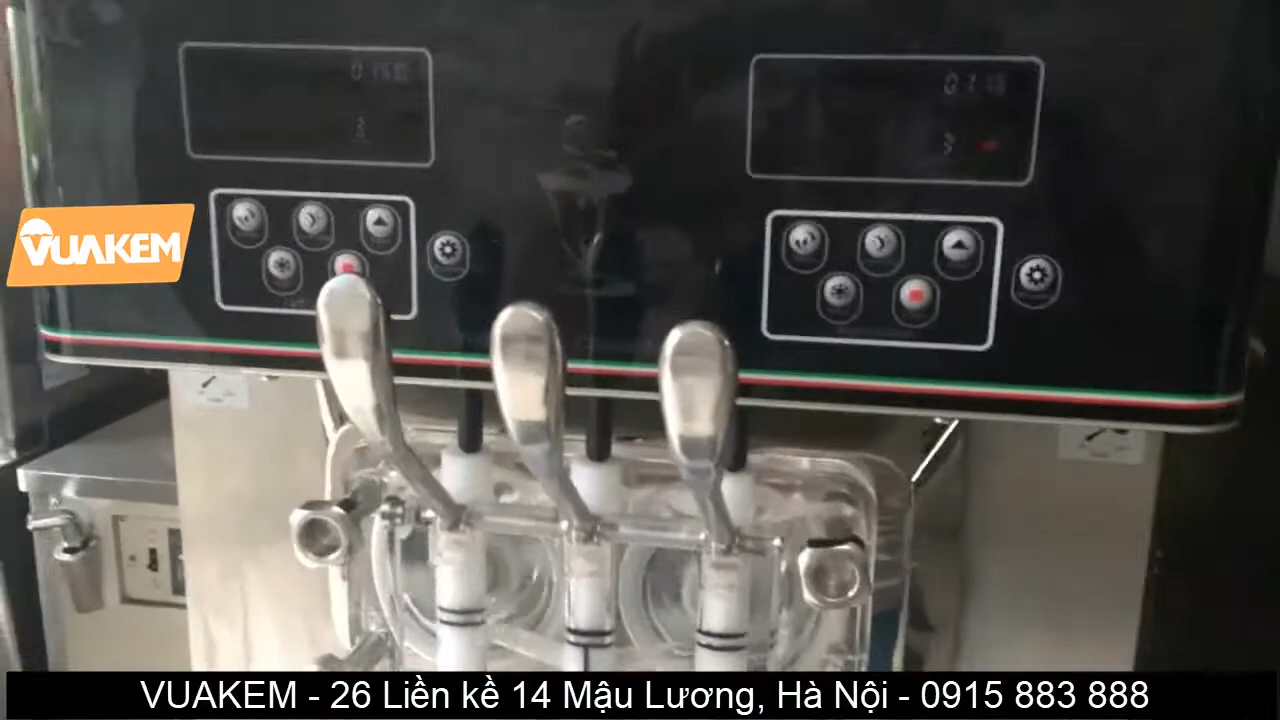 VUAKEM
VUAKEM - 26 Liền kề 14 Mậu Lương, Hà Nội - 0915 883 888